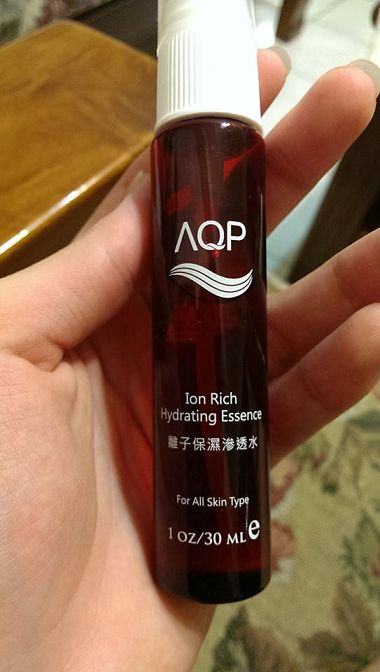 AQP
Ion Rich
Hydrating Essence
離子保濕滲透水
For All Skin Type
1 OZ/30 ML e